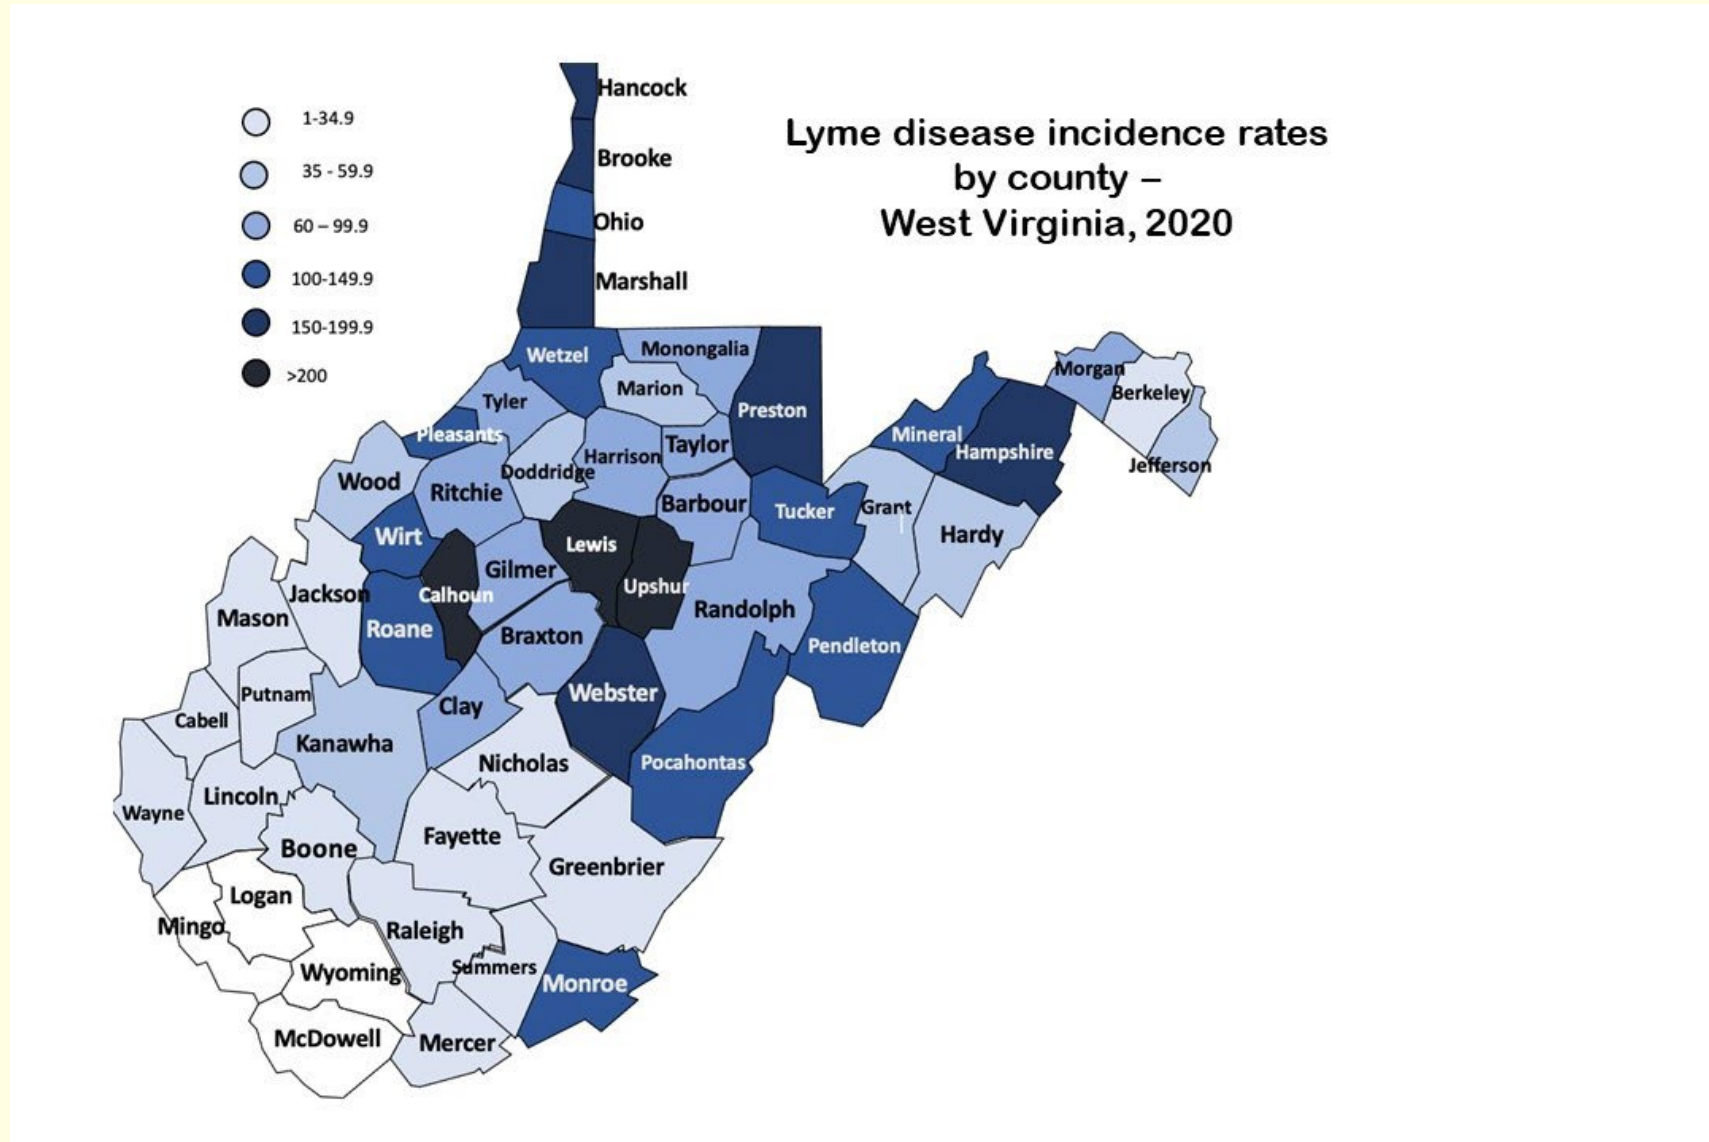 Hancock
1-34.9
Lyme disease incidence rates
35 - 59.9
Brooke
by county –
60 – 99.9
Ohio
West Virginia, 2020
100-149.9
Marshall
150-199.9
>200
Wetzel
Monongalia
Morgan
Marion
Berkeley
Tyler
Preston
Pleasants
Mineral
Taylor
Hampshire
Harrison
Jefferson
Doddridge
Wood
Ritchie
Barbour
Tucker
Grant
Wirt
Hardy
Lewis
Gilmer
Upshur
Jackson
Calhoun
Randolph
Mason
Roane
Braxton
Pendleton
Putnam
Webster
Clay
Cabell
Kanawha
Nicholas
Pocahontas
Lincoln
Wayne
Fayette
Boone
Greenbrier
Logan
Mingo
Raleigh
Summers
Wyoming
Monroe
McDowell
Mercer